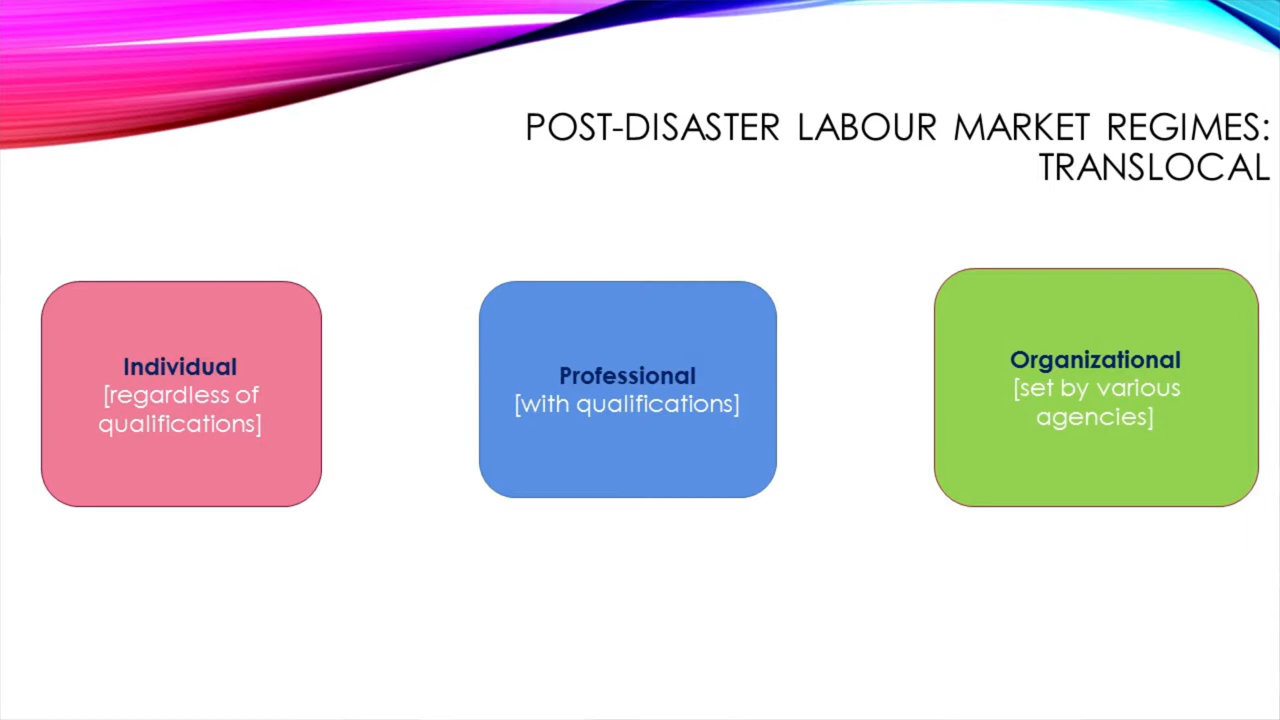 POST-DISASTER LABOUR MARKET REGIMES:
TRANSLOCAL
Individual
[regardless of
qualifications]
Professional
[with qualifications]
Organizational
[set by various
agencies]